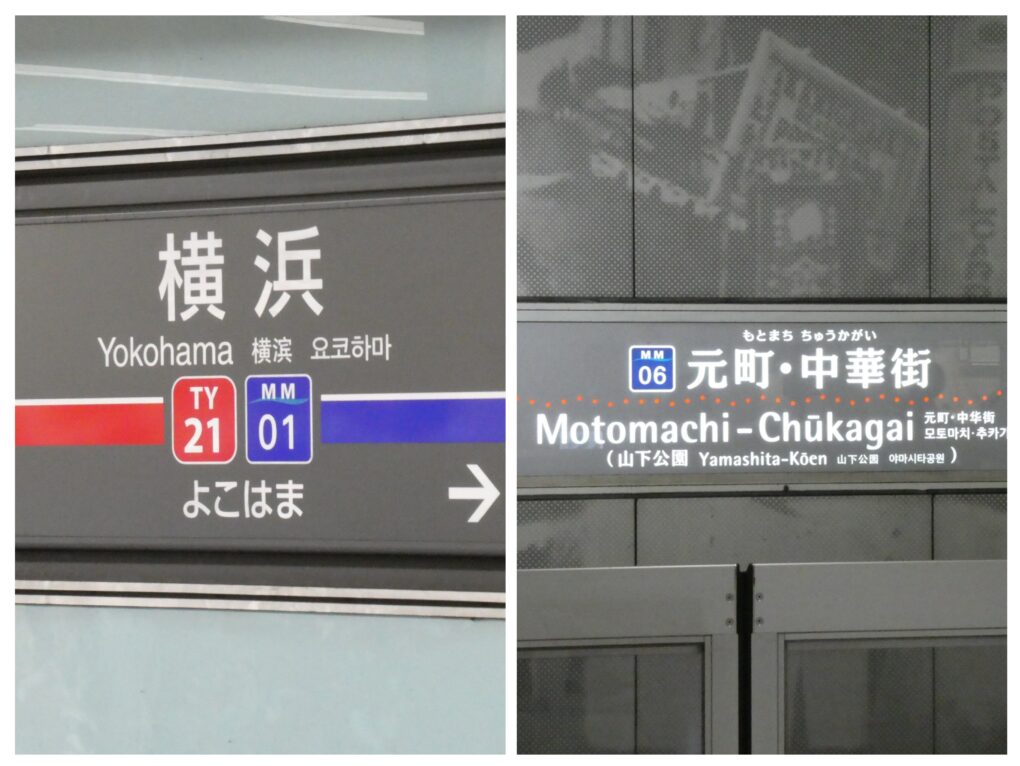 横浜
Yokohama 横滨 요코하마
TY 21
MM 01
よこはま
もとまち ちゅうかがい
MM 06 元町・中華街
Motomachi-Chūkagai
元町・中华街
모토마치·추카가
(山下公園 Yamashita-Kōen 山下公园 야마시타공원)